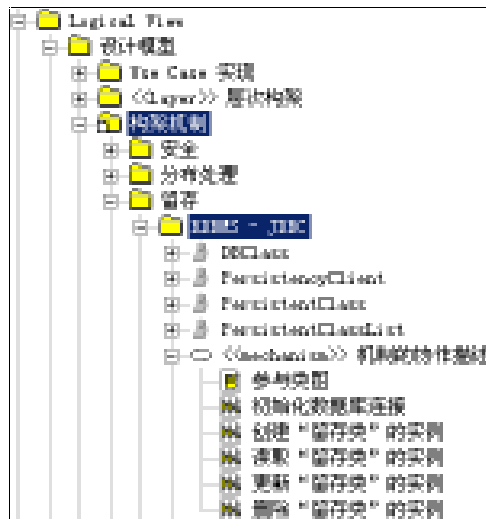 Logical View
设计模型
Use Case 实现
<<Layer>> 层次构架
构架机制
安全
分布处理
留存
RDBMS - JDBC
DBClass
PersistencyClient
PersistentClass
PersistentClassList
<<mechanism>> 机制的协作描述
参与类图
初始化数据库连接
创建 “留存类” 的实例
读取 “留存类” 的实例
更新 “留存类” 的实例
删除 “留存类” 的实例